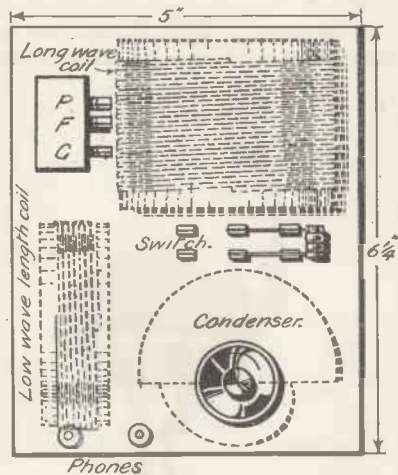 5"
Long wave
coil
P
F
G
Switch.
6¼"
Low wave length coil
Condenser.
Phones